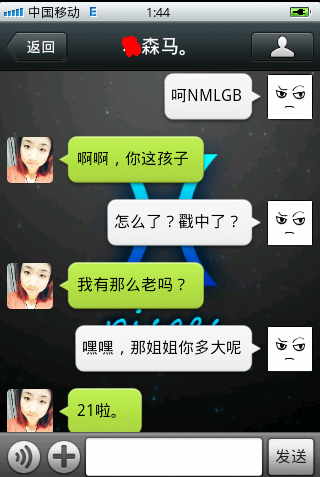 中国移动 E 1:44
返回
森马。
呵NMLGB
啊啊，你这孩子
怎么了？戳中了？
我有那么老吗？
嘿嘿，那姐姐你多大呢
21啦。
发送